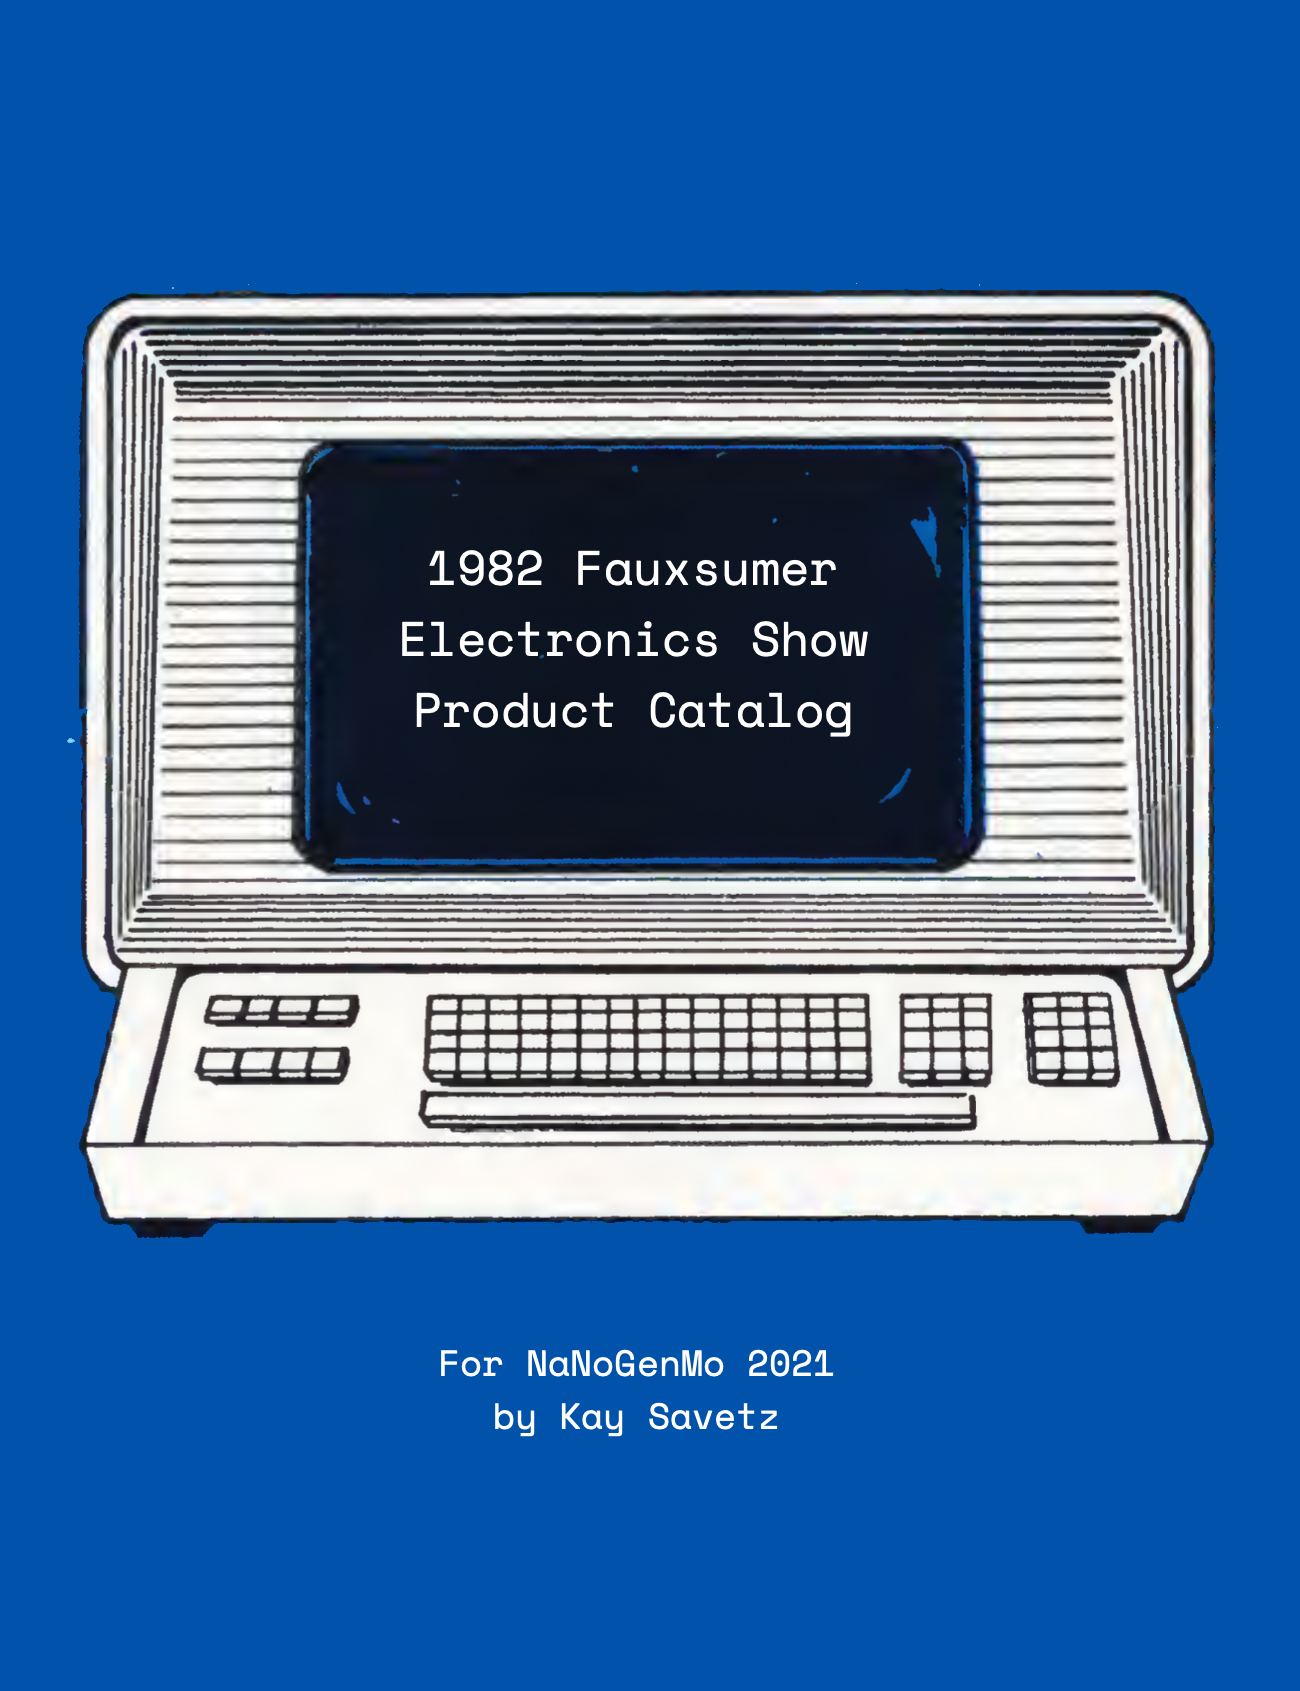 1982 Fauxsumer
Electronics Show
Product Catalog
For NaNoGenMo 2021
by Kay Savetz